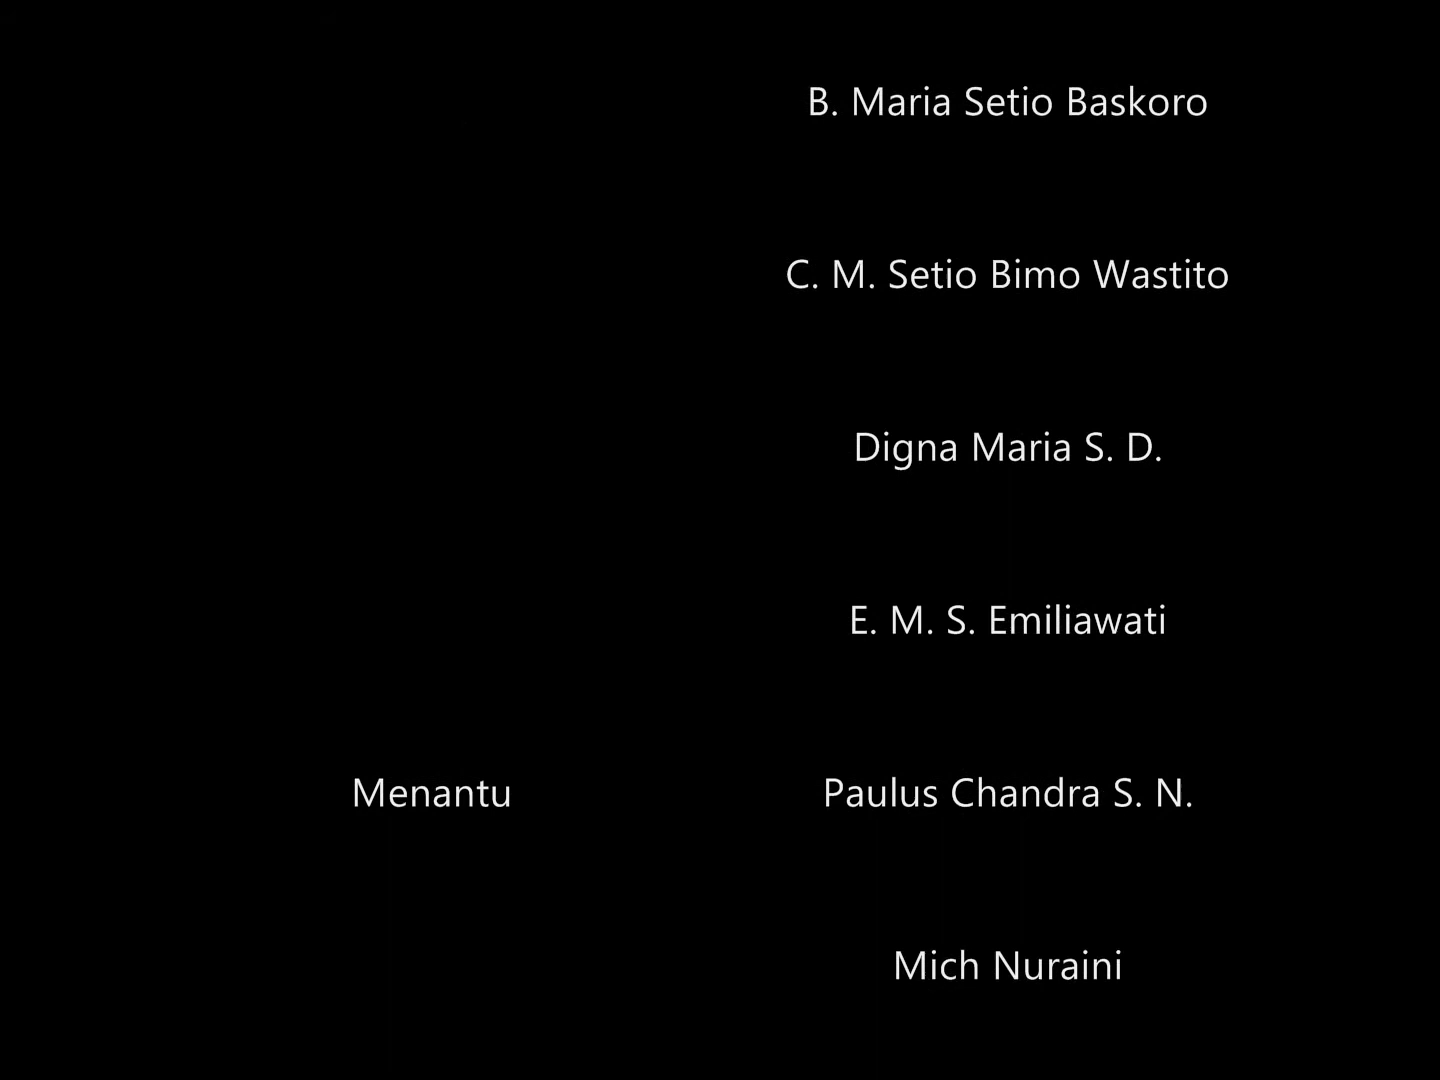 B. Maria Setio Baskoro
C. M. Setio Bimo Wastito
Digna Maria S. D.
E. M. S. Emiliawati
Menantu Paulus Chandra S. N.
Mich Nuraini